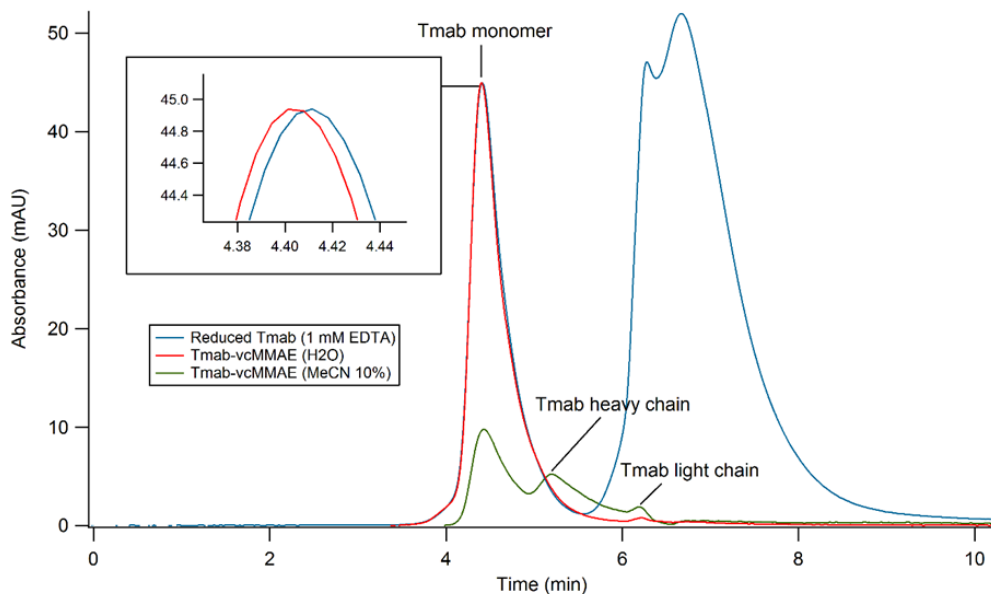 50
40
30
20
10
0
Absorbance (mAU)
Tmab monomer
45.0
44.8
44.6
44.4
4.38 4.40 4.42 4.44
Reduced Tmab (1 mM EDTA)
Tmab-vcMMAE (H2O)
Tmab-vcMMAE (MeCN 10%)
Tmab heavy chain
Tmab light chain
0 2 4 6 8 10
Time (min)